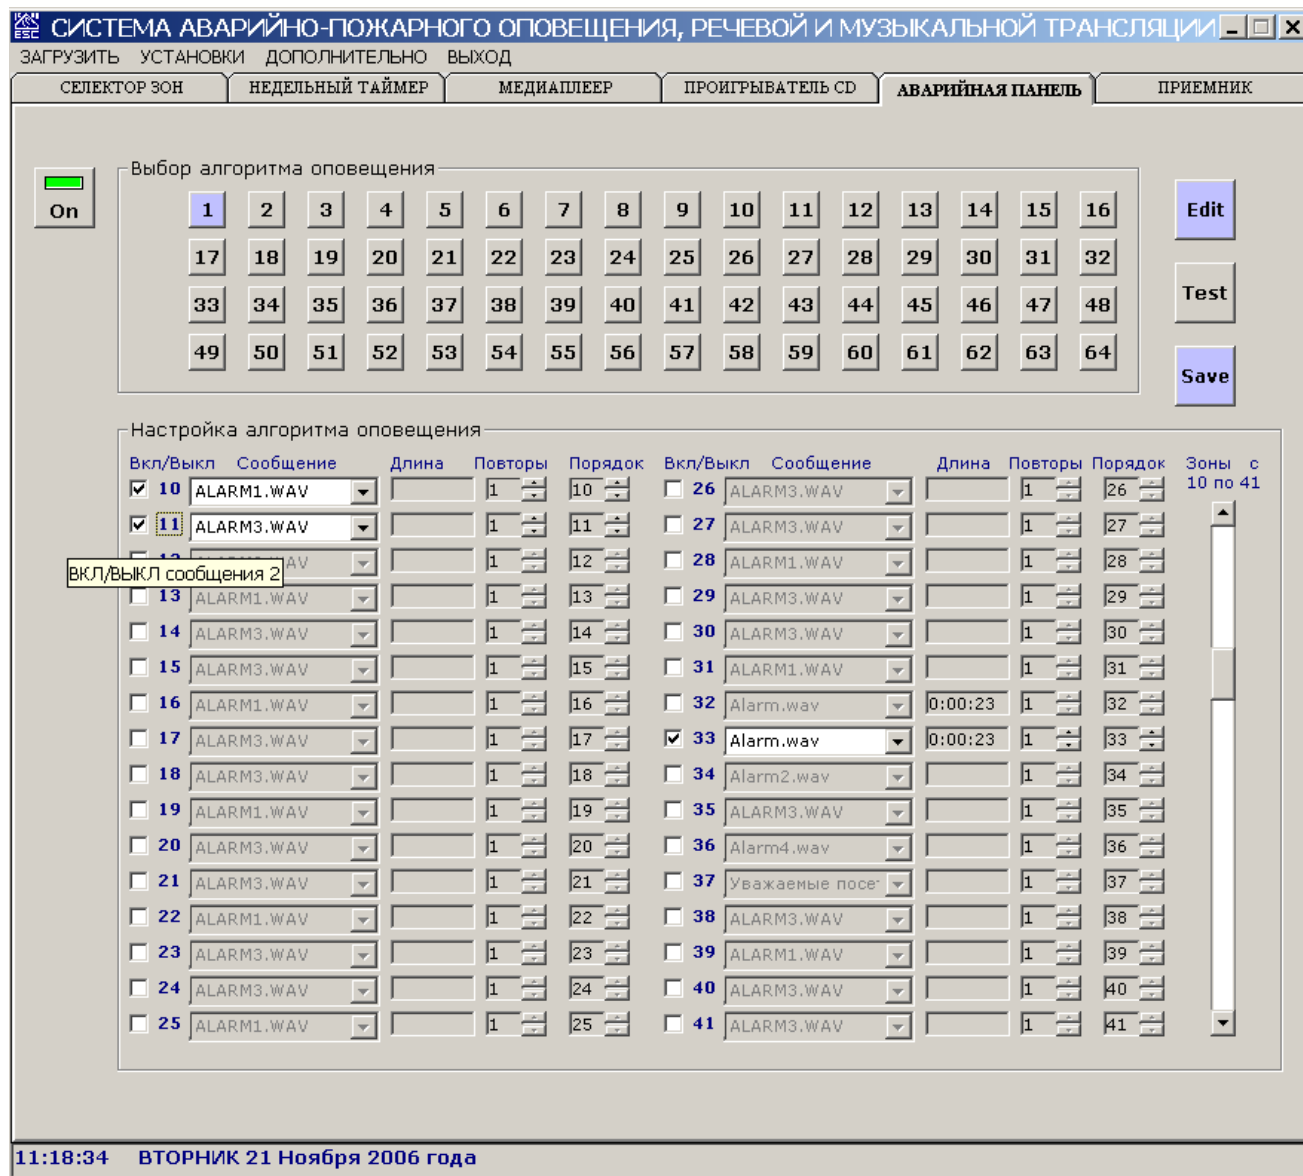 ESC СИСТЕМА АВАРИЙНО-ПОЖАРНОГО ОПОВЕЩЕНИЯ, РЕЧЕВОЙ И МУЗЫКАЛЬНОЙ ТРАНСЛЯЦИИ
ЗАГРУЗИТЬ УСТАНОВКИ ДОПОЛНИТЕЛЬНО ВЫХОД
СЕЛЕКТОР ЗОН НЕДЕЛЬНЫЙ ТАЙМЕР МЕДИАПЛЕЕР ПРОИГРЫВАТЕЛЬ CD АВАРИЙНАЯ ПАНЕЛЬ ПРИЕМНИК
On
Выбор алгоритма оповещения
1 2 3 4 5 6 7 8 9 10 11 12 13 14 15 16
17 18 19 20 21 22 23 24 25 26 27 28 29 30 31 32
33 34 35 36 37 38 39 40 41 42 43 44 45 46 47 48
49 50 51 52 53 54 55 56 57 58 59 60 61 62 63 64
Edit
Test
Save
Настройка алгоритма оповещения
Вкл/Выкл Сообщение Длина Повторы Порядок Вкл/Выкл Сообщение Длина Повторы Порядок Зоны с
10 по 41
10 ALARM1.WAV 1 10 26 ALARM3.WAV 1 26
11 ALARM3.WAV 1 11 27 ALARM3.WAV 1 27
1 12 28 ALARM1.WAV 1 28
ВКЛ/ВЫКЛ сообщения 2
13 ALARM1.WAV 1 13 29 ALARM3.WAV 1 29
14 ALARM3.WAV 1 14 30 ALARM3.WAV 1 30
15 ALARM3.WAV 1 15 31 ALARM1.WAV 1 31
16 ALARM1.WAV 1 16 32 Alarm.wav 0:00:23 1 32
17 ALARM3.WAV 1 17 33 Alarm.wav 0:00:23 1 33
18 ALARM3.WAV 1 18 34 Alarm2.wav 1 34
19 ALARM1.WAV 1 19 35 ALARM3.WAV 1 35
20 ALARM3.WAV 1 20 36 Alarm4.wav 1 36
21 ALARM3.WAV 1 21 37 Уважаемые посет 1 37
22 ALARM1.WAV 1 22 38 ALARM3.WAV 1 38
23 ALARM3.WAV 1 23 39 ALARM1.WAV 1 39
24 ALARM3.WAV 1 24 40 ALARM3.WAV 1 40
25 ALARM1.WAV 1 25 41 ALARM3.WAV 1 41
11:18:34 ВТОРНИК 21 Ноября 2006 года